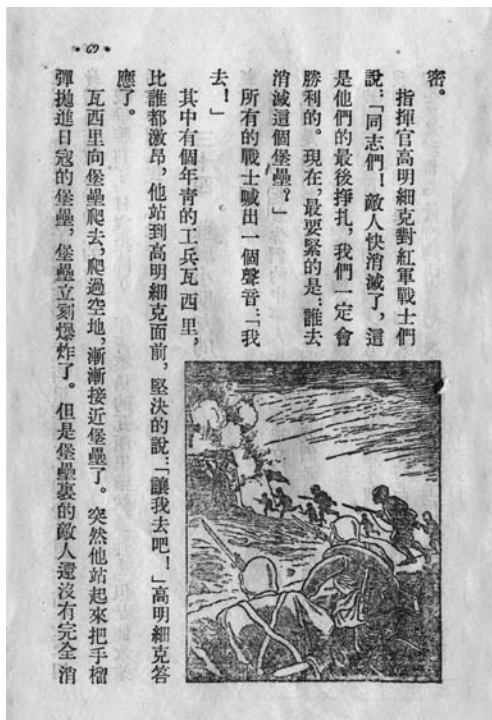 • 69 •
密。
指揮官高明細克對紅軍戰士們
說：「同志們！敵人快消滅了，這
是他們的最後掙扎，我們一定會
勝利的。現在，最要緊的是：誰去
消滅這個堡壘？」
所有的戰士喊出一個聲音：「我
去！」
其中有個年青的工兵瓦西里，
比誰都激昂，他站到高明細克面前，堅決的說：「讓我去吧！」高明細克答
應了。
瓦西里向堡壘爬去，爬過空地，漸漸接近堡壘了。突然他站起來把手榴
彈拋進日寇的堡壘，堡壘立刻爆炸了。但是堡壘裏的敵人還沒有完全消